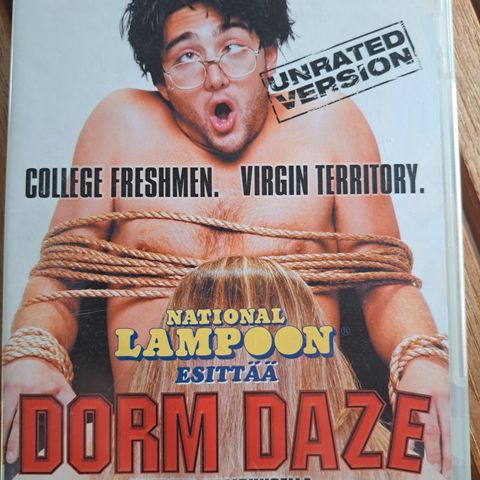 UNRATED
VERSION
COLLEGE FRESHMEN. VIRGIN TERRITORY.
NATIONAL
LAMPOON®
ESITTÄÄ
DORM DAZE